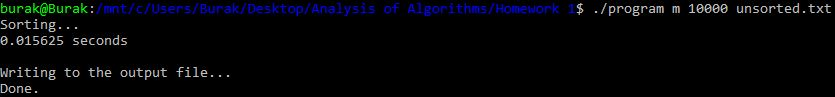 burak@Burak:/mnt/c/Users/Burak/Desktop/Analysis of Algorithms/Homework 1$ ./program m 10000 unsorted.txt
Sorting...
0.015625 seconds
Writing to the output file...
Done.